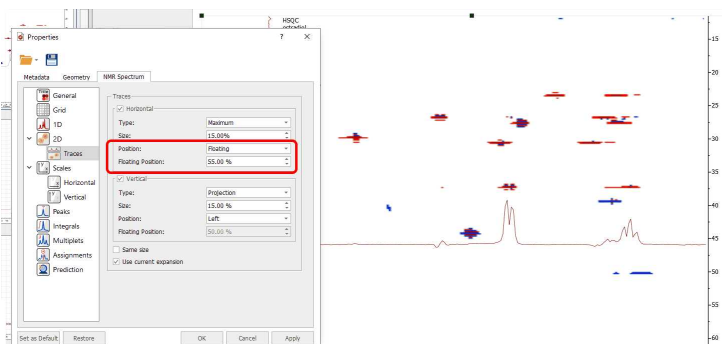 HSQC
estradiol
Properties
?
Metadata
Geometry
NMR Spectrum
General
Grid
1D
2D
Traces
Scales
Horizontal
Vertical
Peaks
Integrals
Multiplets
Assignments
Prediction
Traces
Horizontal
Type: Maximum
Size: 15.00%
Position: Floating
Floating Position: 55.00 %
Vertical
Type: Projection
Size: 15.00 %
Position: Left
Floating Position: 50.00 %
Same size
Use current expansion
Set as Default
Restore
OK
Cancel
Apply
15
20
25
30
35
40
45
50
55
60